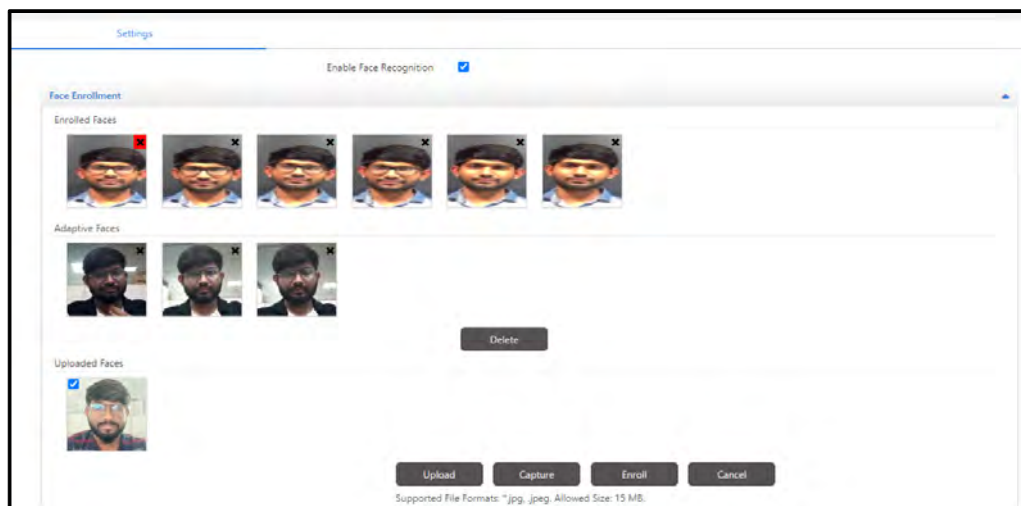 Settings
Enable Face Recognition
Face Enrollment
Enrolled Faces
Adaptive Faces
Delete
Uploaded Faces
Upload Capture Enroll Cancel
Supported File Formats: *.jpg, .jpeg. Allowed Size: 15 MB.